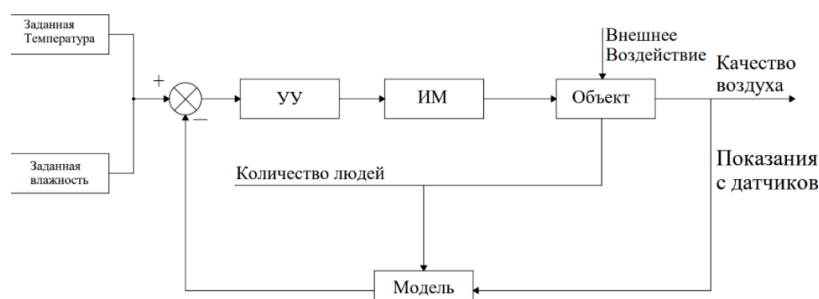 Заданная
Температура
+
−
УУ
ИМ
Внешнее
Воздействие
Объект
Качество
воздуха
Заданная
влажность
Количество людей
Показания
с датчиков
Модель